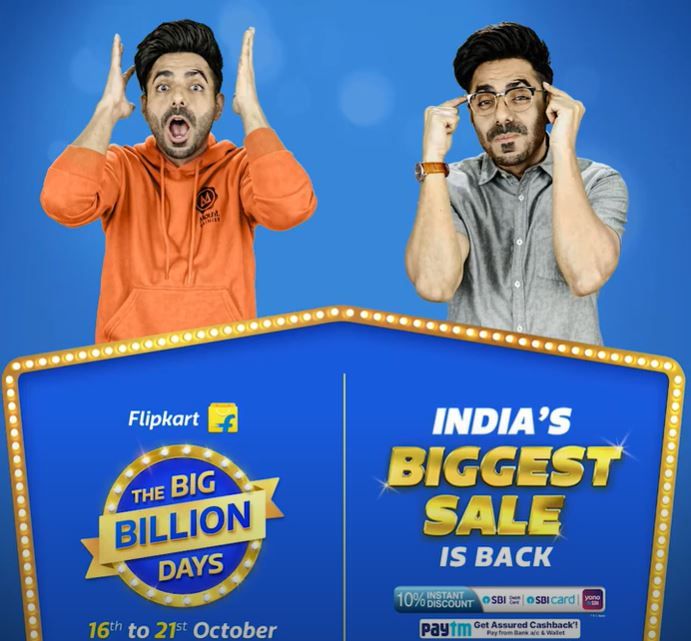 Flipkart
THE BIG
BILLION
DAYS
16th to 21st October
INDIA'S
BIGGEST
SALE
IS BACK
10% INSTANT DISCOUNT*
SBI Debit Card | SBI card | yono SBI
Paytm Get Assured Cashback*!
Pay from Bank a/c & Wallet